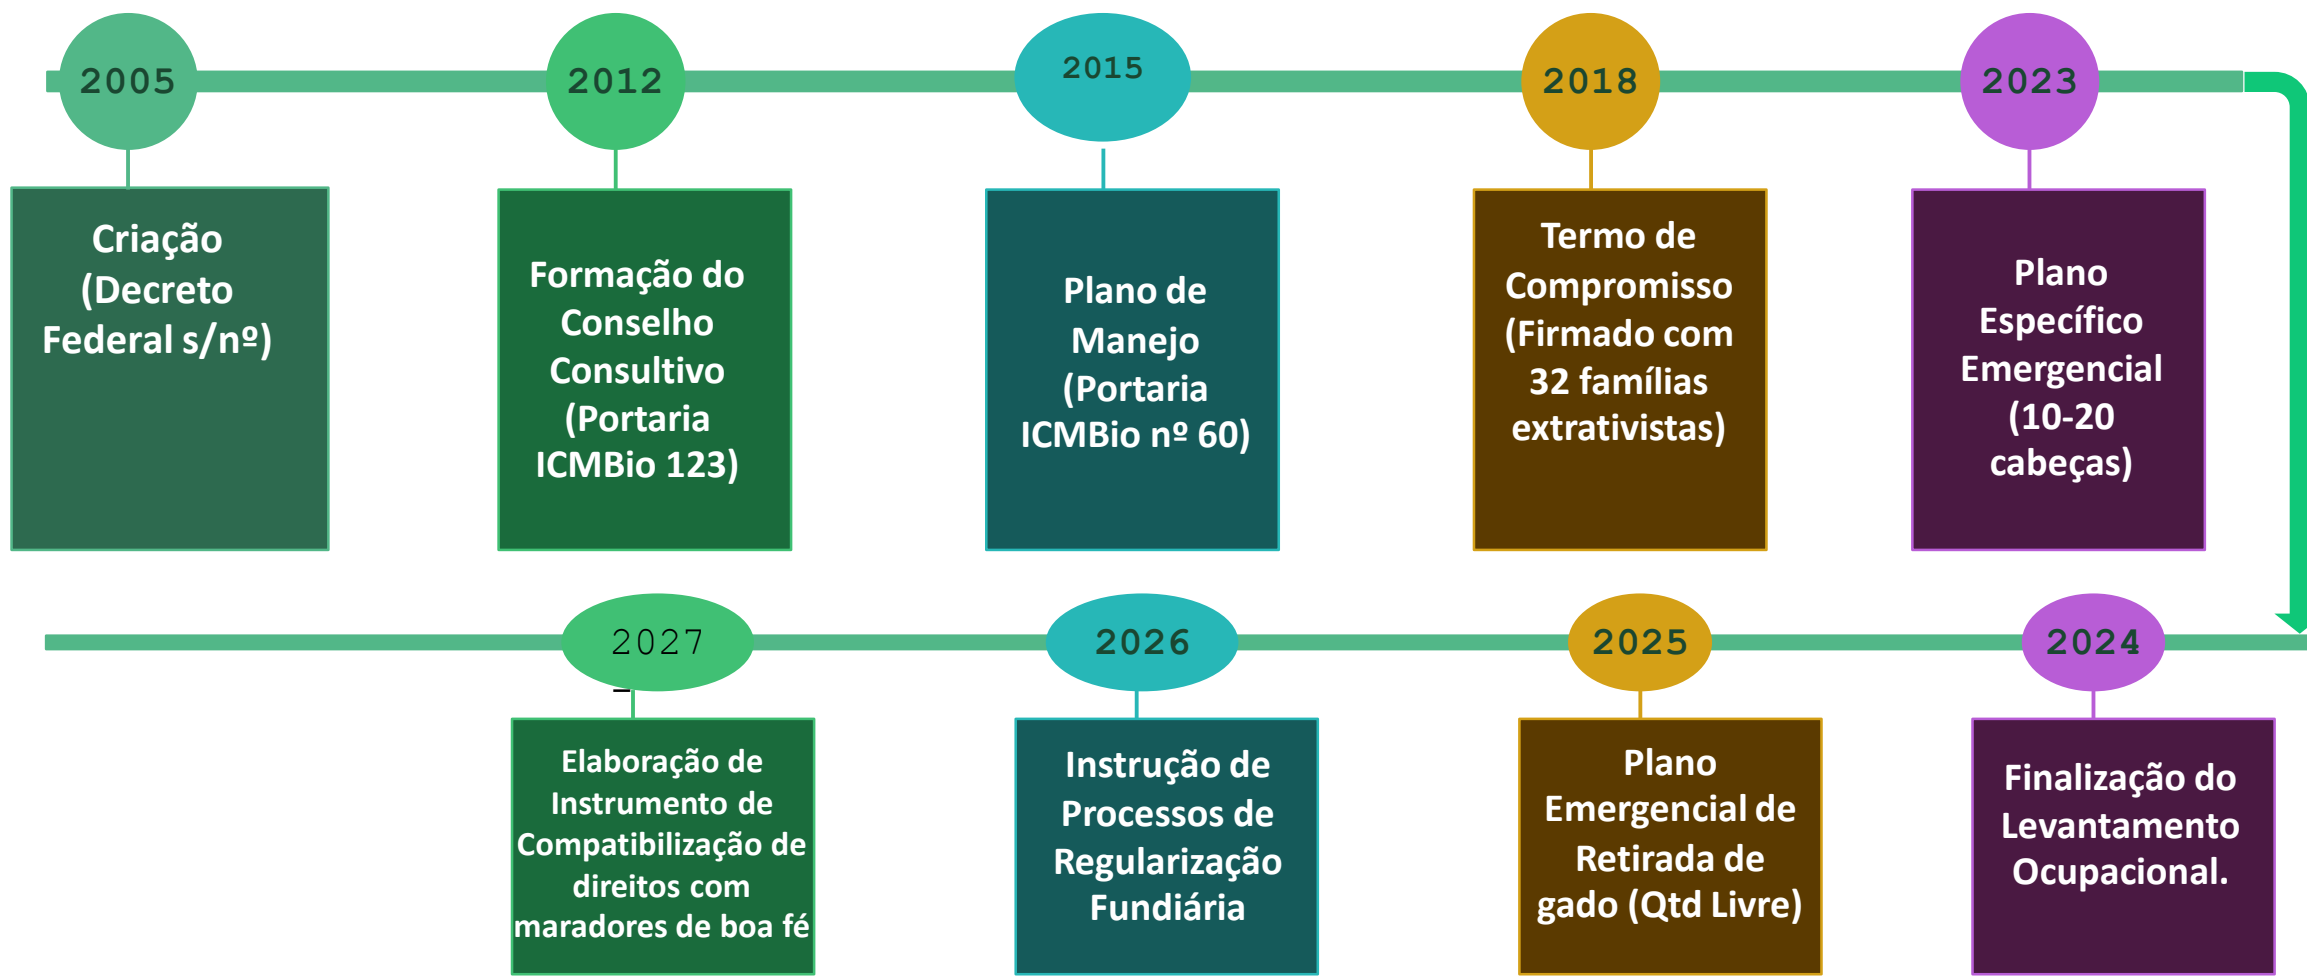 2005
2012
2015
2018
2023
Criação
(Decreto
Federal s/nº)
Formação do
Conselho
Consultivo
(Portaria
ICMBio 123)
Plano de
Manejo
(Portaria
ICMBio nº 60)
Termo de
Compromisso
(Firmado com
32 famílias
extrativistas)
Plano
Específico
Emergencial
(10-20
cabeças)
2027
2026
2025
2024
Elaboração de
Instrumento de
Compatibilização de
direitos com
maradores de boa fé
Instrução de
Processos de
Regularização
Fundiária
Plano
Emergencial de
Retirada de
gado (Qtd Livre)
Finalização do
Levantamento
Ocupacional.